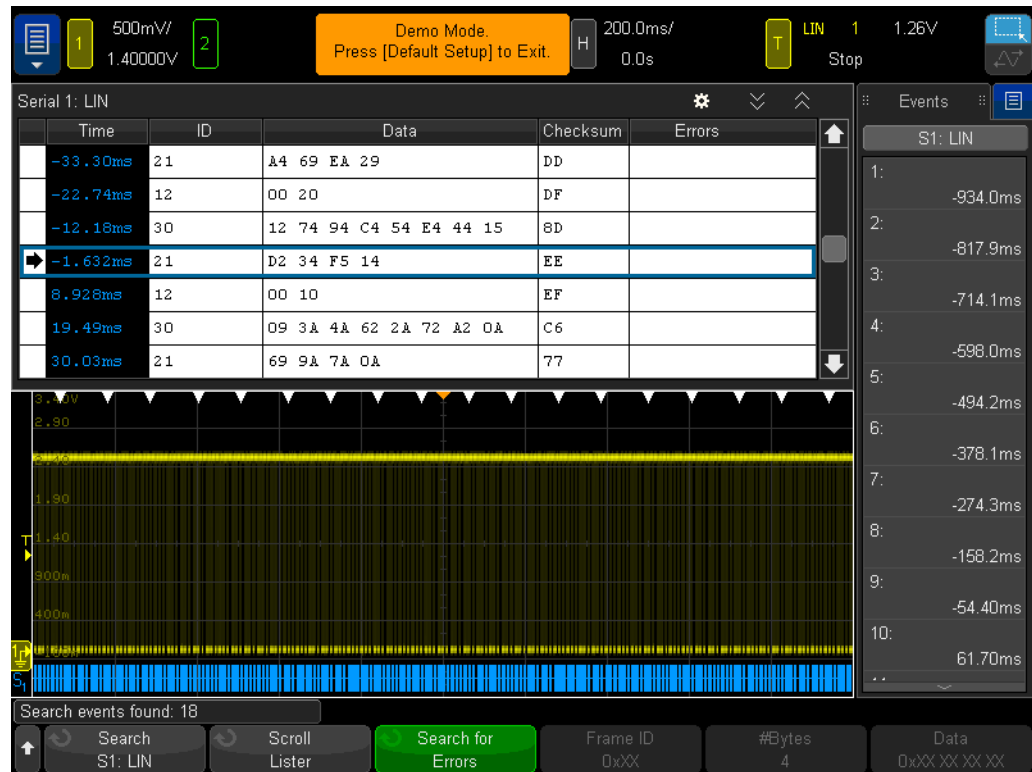 1
500mV/
1.40000V
2
Demo Mode.
Press [Default Setup] to Exit.
H
200.0ms/
0.0s
T
LIN 1
Stop
1.26V
Serial 1: LIN
Time ID Data Checksum Errors
-33.30ms 21 A4 69 EA 29 DD
-22.74ms 12 00 20 DF
-12.18ms 30 12 74 94 C4 54 E4 44 15 8D
-1.632ms 21 D2 34 F5 14 EE
8.928ms 12 00 10 EF
19.49ms 30 09 3A 4A 62 2A 72 A2 0A C6
30.03ms 21 69 9A 7A 0A 77
Events
S1: LIN
1:
-934.0ms
2:
-817.9ms
3:
-714.1ms
4:
-598.0ms
5:
-494.2ms
6:
-378.1ms
7:
-274.3ms
8:
-158.2ms
9:
-54.40ms
10:
61.70ms
3.40V
2.90
2.40
1.90
T
1.40
900m
400m
1
S1
Search events found: 18
Search
S1: LIN
Scroll
Lister
Search for
Errors
Frame ID
0xXX
#Bytes
4
Data
0xXX XX XX XX